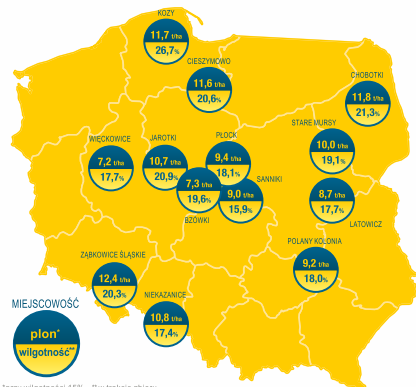 KOZY
11,7 t/ha
26,7%
CIESZYMOWO
11,6 t/ha
20,6%
CHOBOTKI
11,8 t/ha
21,3%
STARE MURSY
10,0 t/ha
19,1%
WIĘCKOWICE
7,2 t/ha
17,7%
JAROTKI
10,7 t/ha
20,9%
PŁOCK
9,4 t/ha
18,1%
7,3 t/ha
19,6%
BZÓWKI
SANNIKI
9,0 t/ha
15,9%
8,7 t/ha
17,7%
LATOWICZ
POLANY KOLONIA
9,2 t/ha
18,0%
ZĄBKOWICE ŚLĄSKIE
12,4 t/ha
20,3%
NIEKAZANICE
10,8 t/ha
17,4%
MIEJSCOWOŚĆ
plon*
wilgotność**